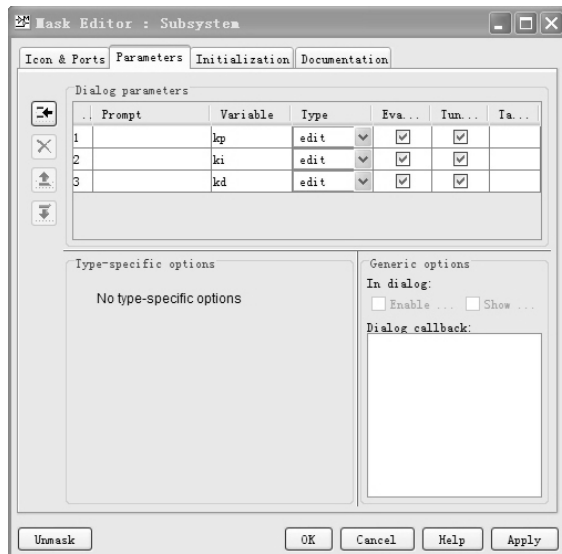 Mask Editor : Subsystem
Icon & Ports Parameters Initialization Documentation
Dialog parameters
.. Prompt Variable Type Eva... Tun... Ta...
1 kp edit
2 ki edit
3 kd edit
Type-specific options
No type-specific options
Generic options
In dialog:
Enable ... Show ...
Dialog callback:
Unmask OK Cancel Help Apply